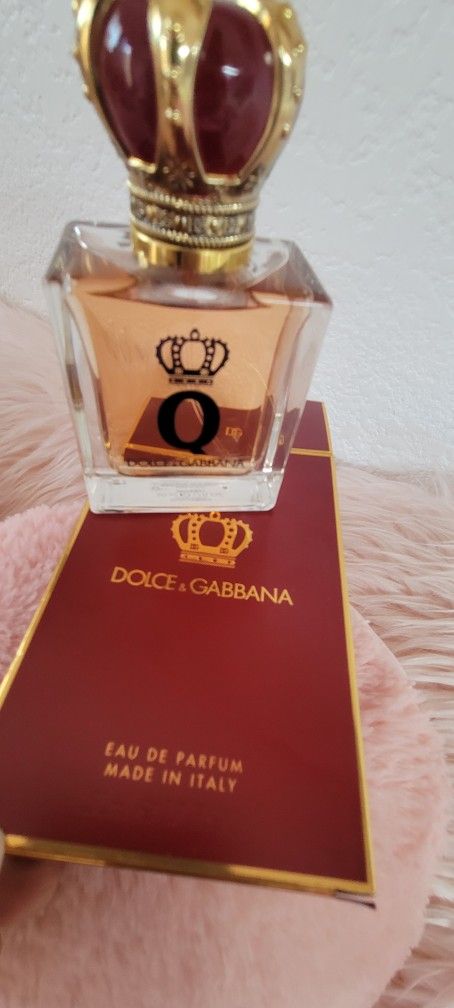 Q
DOLCE & GABBANA
DOLCE & GABBANA
EAU DE PARFUM
MADE IN ITALY